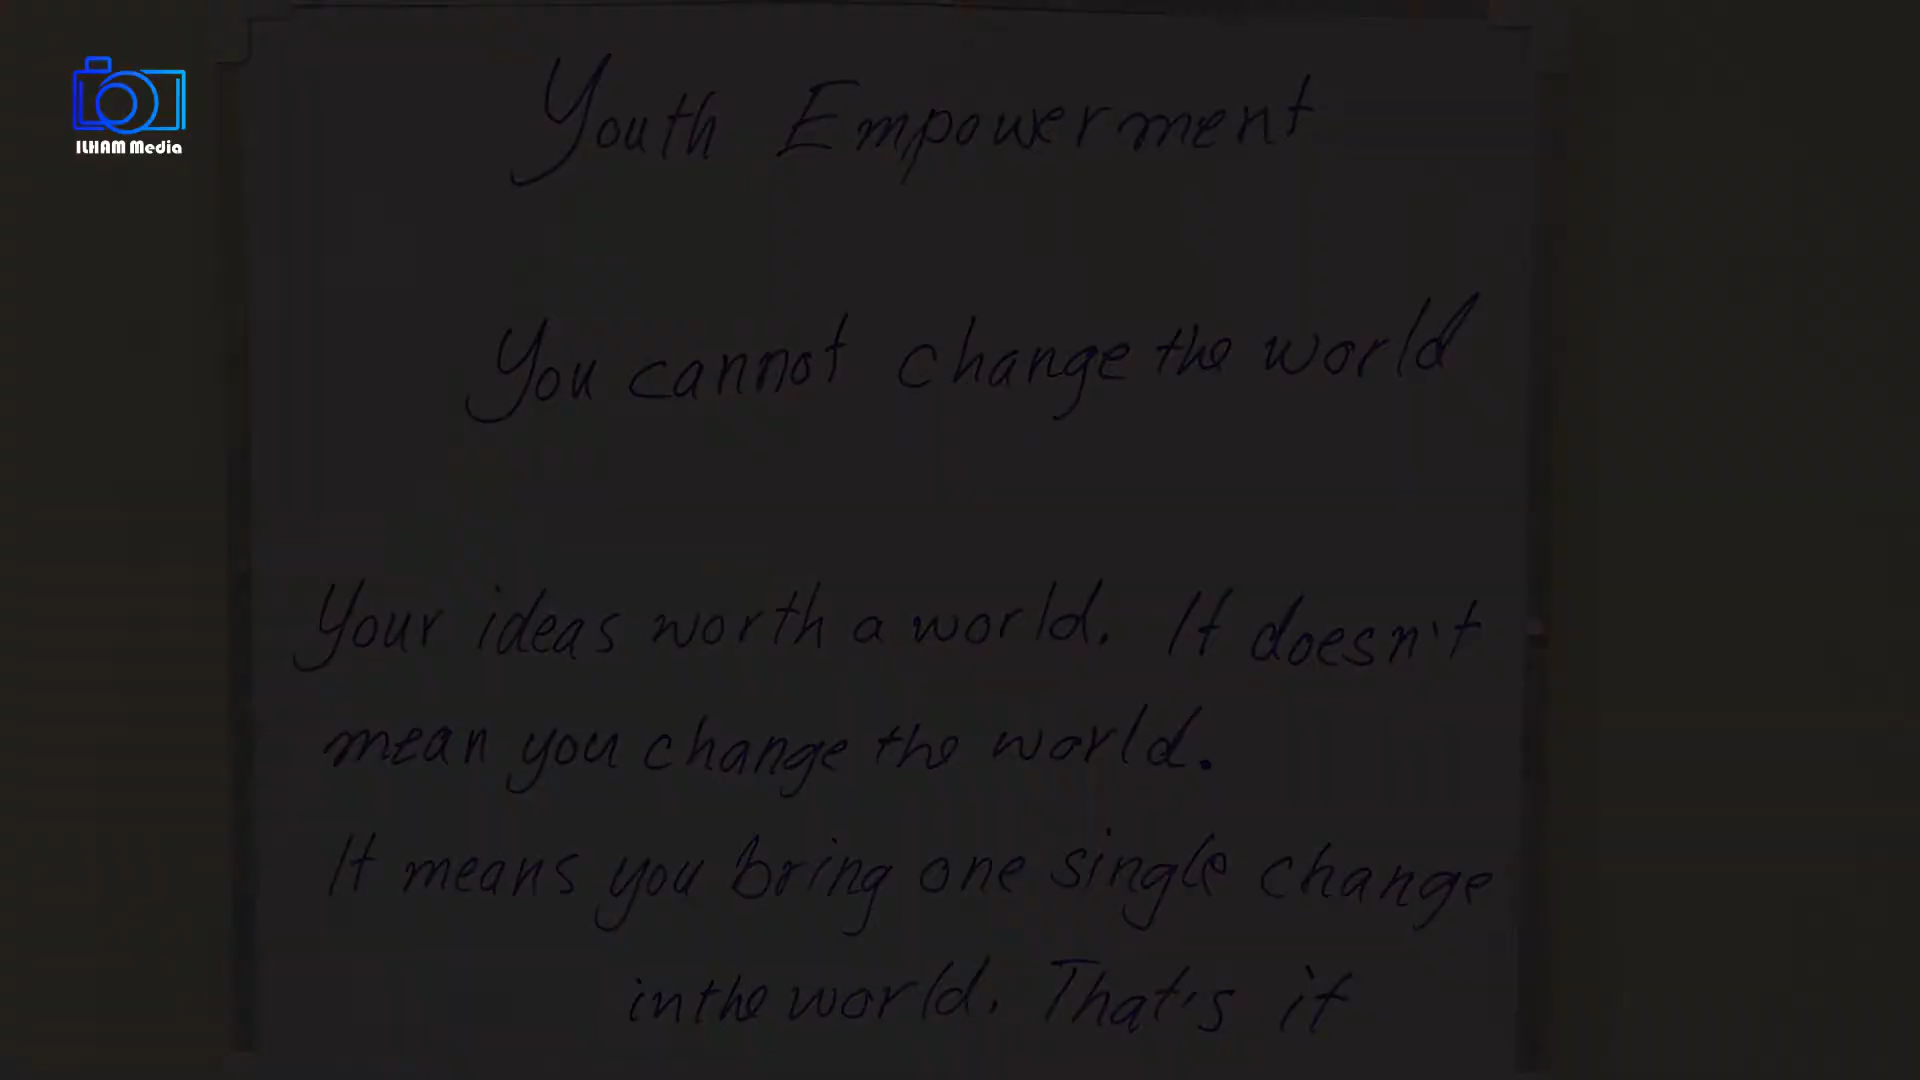 ILHAM Media
Youth Empowerment
You cannot change the world
Your ideas worth a world. It doesn't
mean you change the world.
It means you bring one single change
in the world. That's it